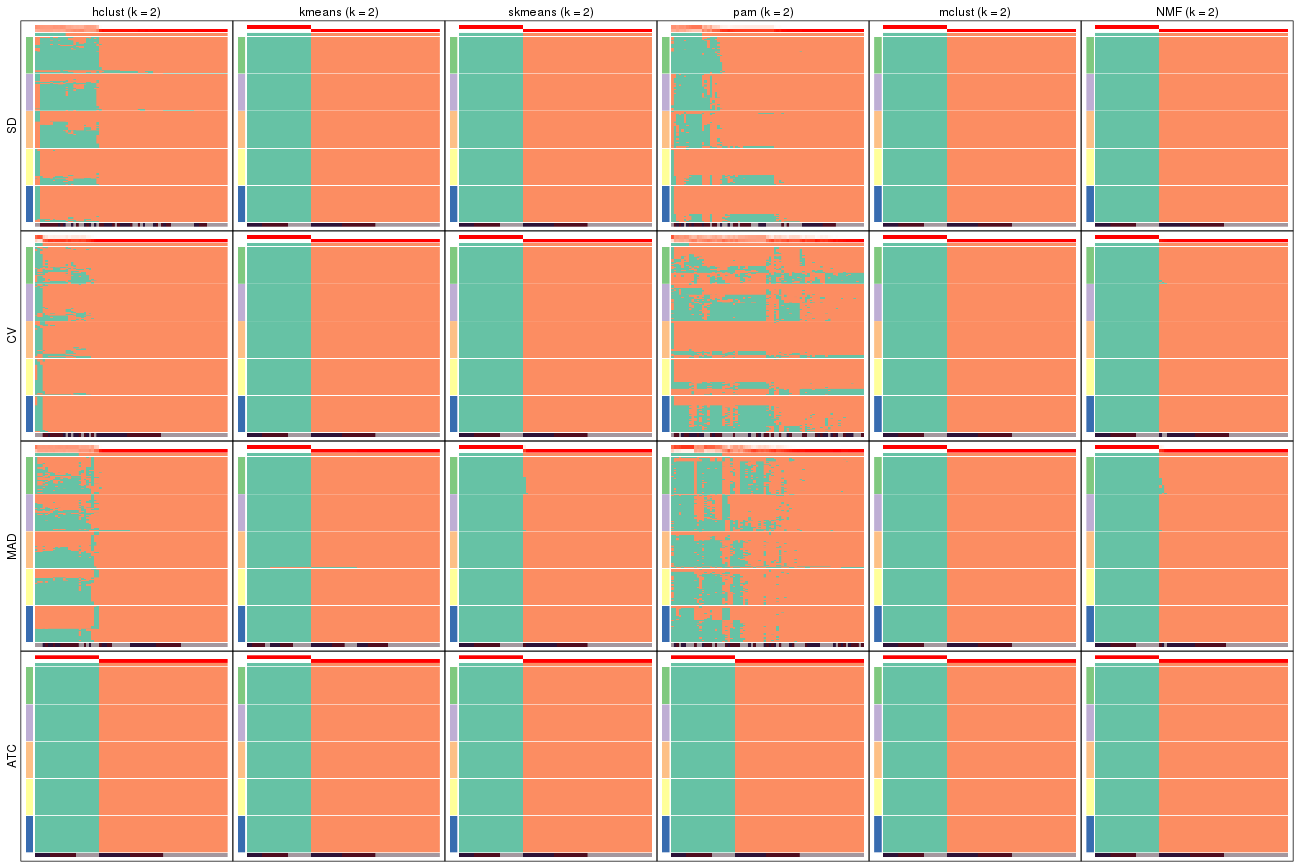 hclust (k = 2)
kmeans (k = 2)
skmeans (k = 2)
pam (k = 2)
mclust (k = 2)
NMF (k = 2)
SD
CV
MAD
ATC